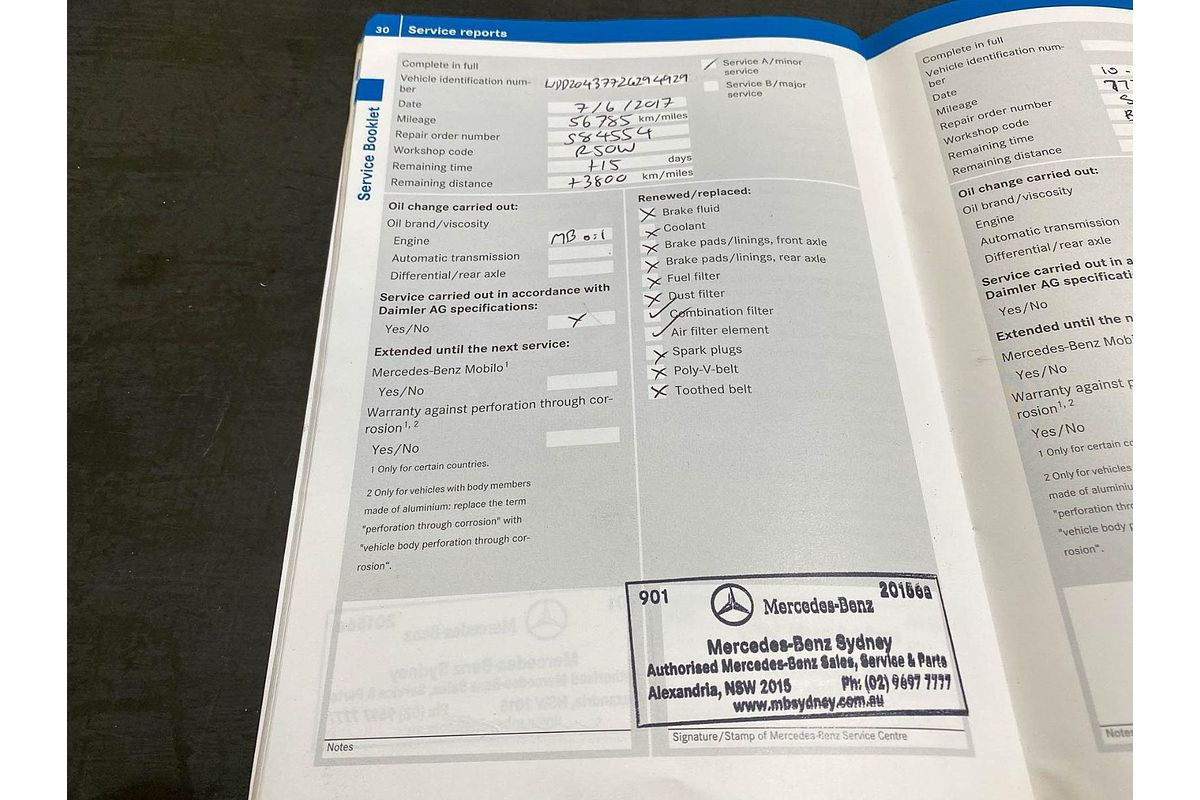 30 Service reports
Service Booklet
Complete in full
Vehicle identification num-
ber WDD2043772G294929
Date 7/6/2017
Mileage 56785 km/miles
Repair order number S84554
Workshop code RSOW
Remaining time +15 days
Remaining distance +3800 km/miles
Service A/minor
service
Service B/major
service
Oil change carried out:
Oil brand/viscosity
Engine MB oil
Automatic transmission
Differential/rear axle
Service carried out in accordance with
Daimler AG specifications:
Yes/No
Extended until the next service:
Mercedes-Benz Mobilo1
Yes/No
Warranty against perforation through cor-
rosion1, 2
Yes/No
1 Only for certain countries.
2 Only for vehicles with body members
made of aluminium: replace the term
"perforation through corrosion" with
"vehicle body perforation through cor-
rosion".
Renewed/replaced:
Brake fluid
Coolant
Brake pads/linings, front axle
Brake pads/linings, rear axle
Fuel filter
Dust filter
Combination filter
Air filter element
Spark plugs
Poly-V-belt
Toothed belt
901 Mercedes-Benz 20156a
Mercedes-Benz Sydney
Authorised Mercedes-Benz Sales, Service & Parts
Alexandria, NSW 2015 Ph: (02) 9697 7777
www.mbsydney.com.au
Notes
Signature/Stamp of Mercedes-Benz Service Centre
Complete in full
Vehicle identification num-
ber
Date
Mileage
Repair order number
Workshop code
Remaining time
Remaining distance
Oil change carried out:
Oil brand/viscosity
Engine
Automatic transmission
Differential/rear axle
Service carried out in a
Daimler AG specificati
Yes/No
Extended until the n
Mercedes-Benz Mobi
Yes/No
Warranty against p
rosion1, 2
Yes/No
1 Only for certain co
2 Only for vehicles
made of aluminiu
"perforation thro
"vehicle body p
rosion".
Note